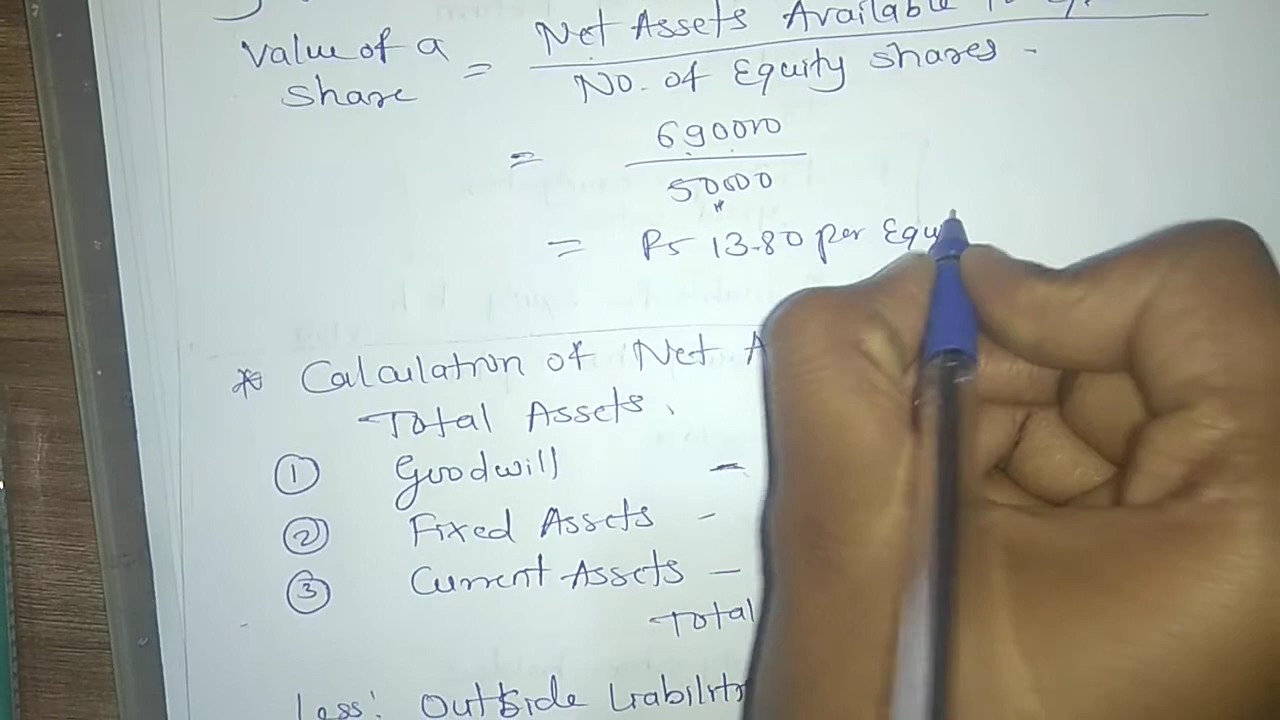 Value of a share = Net Assets Available
No. of Equity shares -
= 690000
50000
= Rs 13.80 per Equ
* Calculation of Net A
Total Assets.
① Goodwill -
② Fixed Assets -
③ Current Assets -
Total
Less: Outside Liabilit